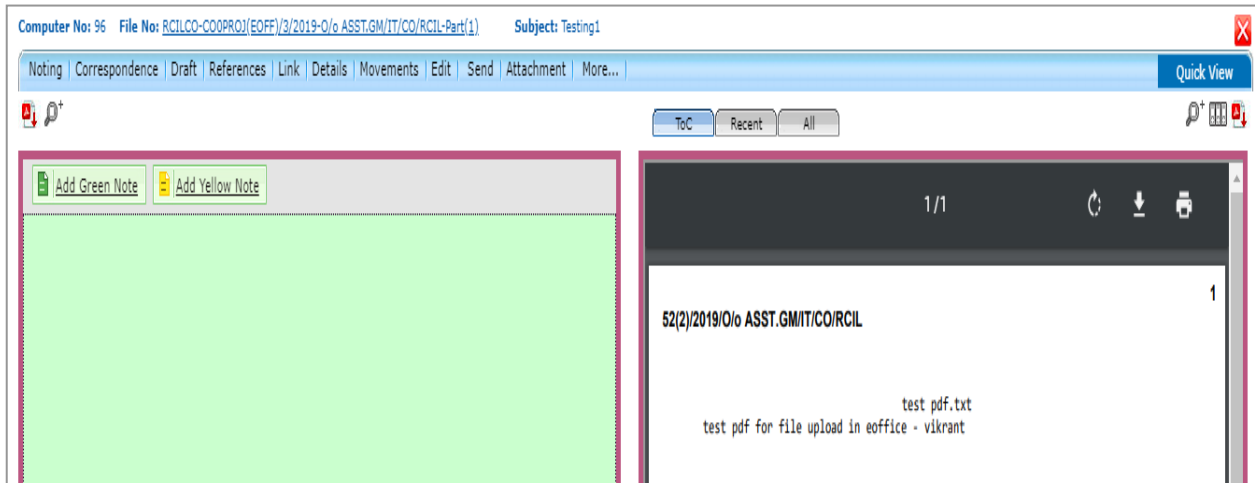 Computer No: 96 File No: RCILCO-CO0PROJ(EOFF)/3/2019-O/o ASST.GM/IT/CO/RCIL-Part(1) Subject: Testing1
Noting | Correspondence | Draft | References | Link | Details | Movements | Edit | Send | Attachment | More... |
Quick View
ToC Recent All
Add Green Note Add Yellow Note
1/1
1
52(2)/2019/O/o ASST.GM/IT/CO/RCIL
test pdf.txt
test pdf for file upload in eoffice - vikrant